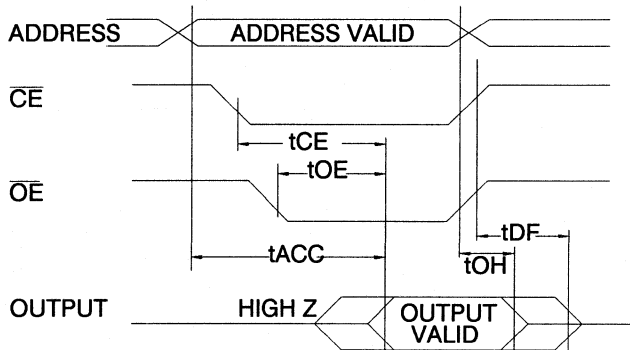 ADDRESS
ADDRESS VALID
CE
tCE
tOE
OE
tDF
tACC
tOH
OUTPUT
HIGH Z
OUTPUT
VALID